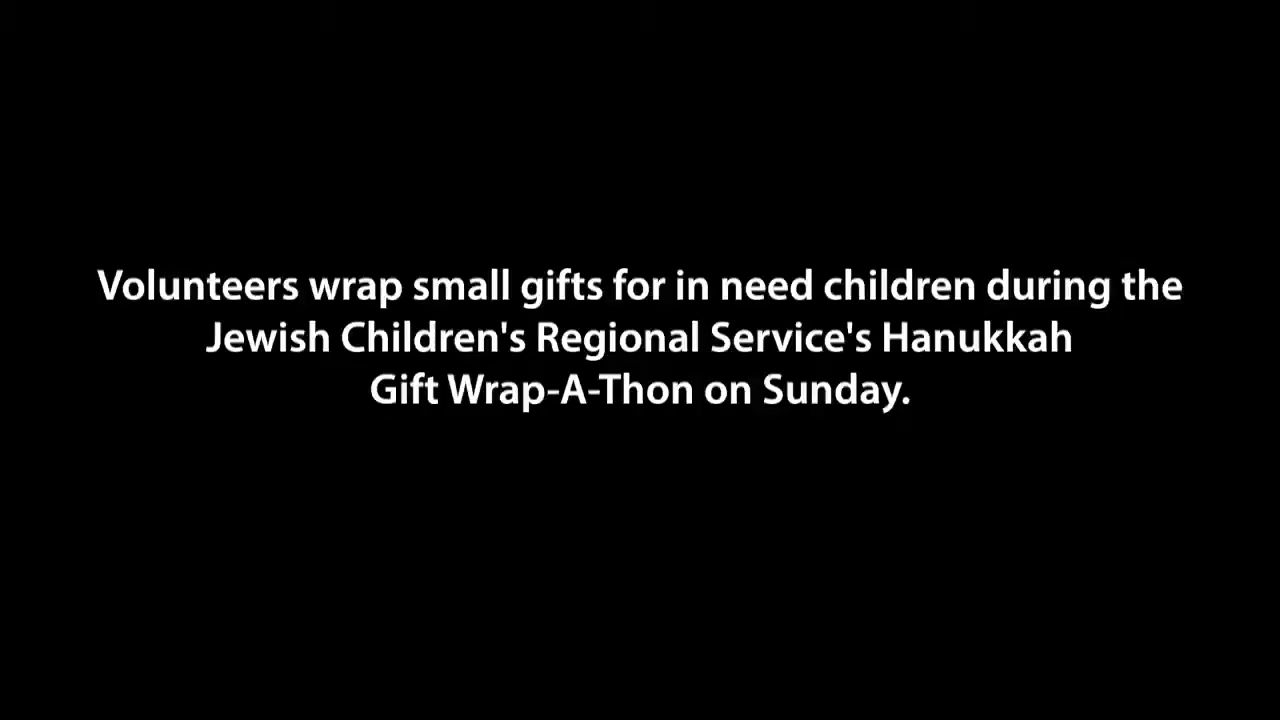 Volunteers wrap small gifts for in need children during the
Jewish Children's Regional Service's Hanukkah
Gift Wrap-A-Thon on Sunday.